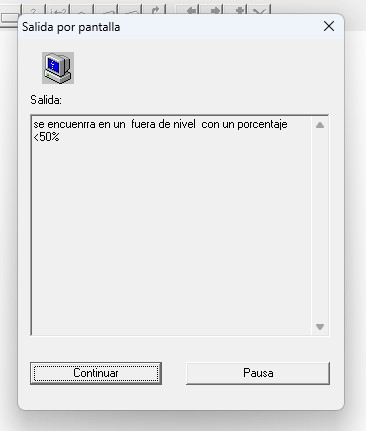 Salida por pantalla
Salida:
se encuenrra en un fuera de nivel con un porcentaje
<50%
Continuar
Pausa